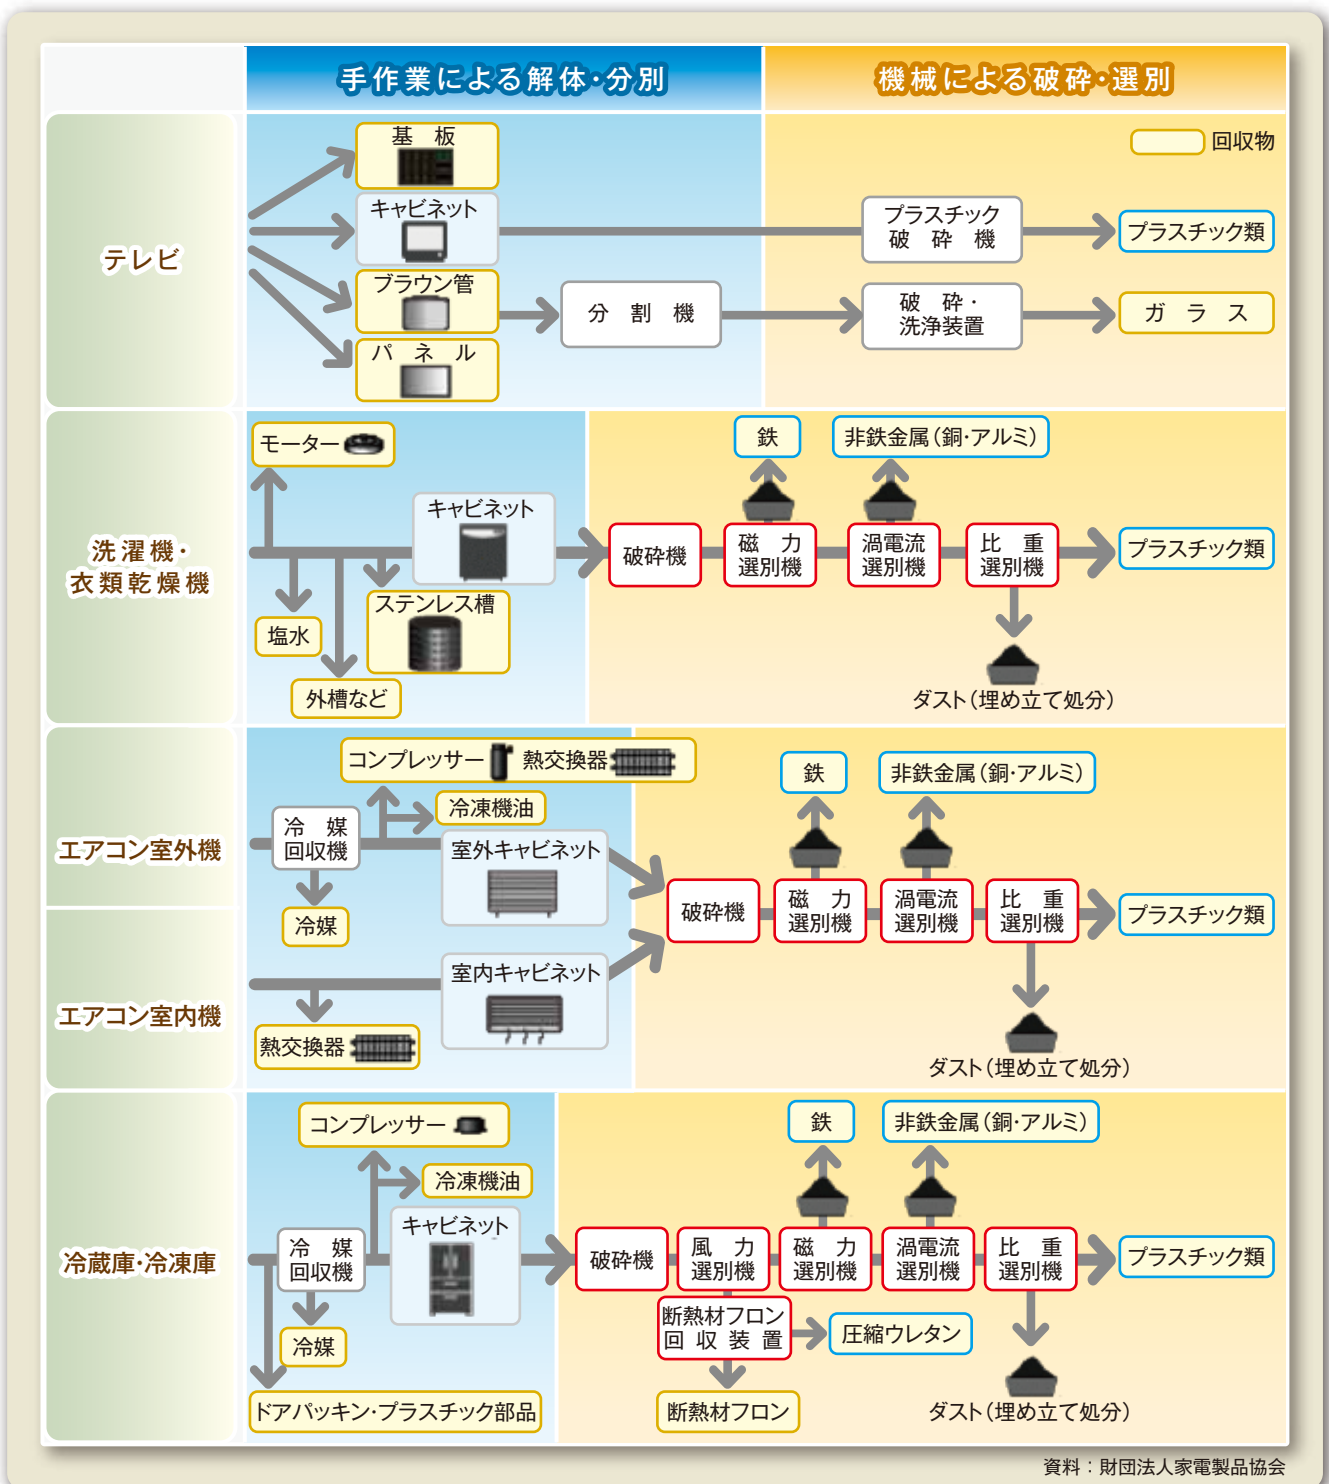 手作業による解体・分別
機械による破砕・選別
回収物
テレビ
基板
キャビネット
ブラウン管
パネル
分割機
プラスチック
破砕機
プラスチック類
破砕・
洗浄装置
ガラス
洗濯機・
衣類乾燥機
モーター
塩水
外槽など
ステンレス槽
キャビネット
破砕機
磁力
選別機
鉄
渦電流
選別機
非鉄金属(銅・アルミ)
比重
選別機
プラスチック類
ダスト(埋め立て処分)
エアコン室外機
冷媒
回収機
冷媒
コンプレッサー
熱交換器
冷凍機油
室外キャビネット
エアコン室内機
熱交換器
室内キャビネット
破砕機
磁力
選別機
鉄
渦電流
選別機
非鉄金属(銅・アルミ)
比重
選別機
プラスチック類
ダスト(埋め立て処分)
冷蔵庫・冷凍庫
コンプレッサー
冷凍機油
冷媒
回収機
冷媒
ドアパッキン・プラスチック部品
キャビネット
破砕機
風力
選別機
断熱材フロン
回収装置
圧縮ウレタン
断熱材フロン
磁力
選別機
鉄
渦電流
選別機
非鉄金属(銅・アルミ)
比重
選別機
プラスチック類
ダスト(埋め立て処分)
資料:財団法人家電製品協会